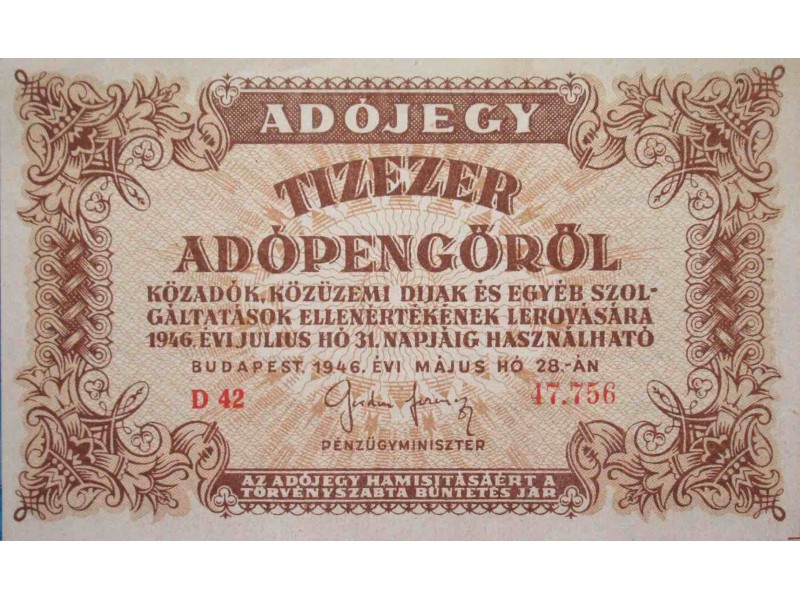 ADÓJEGY
TIZEZER
ADÓPENGŐRŐL
KÖZADÓK, KÖZÜZEMI DIJAK ÉS EGYÉB SZOL-
GÁLTATÁSOK ELLENÉRTÉKÉNEK LEROVÁSÁRA
1946. ÉVI JULIUS HÓ 31. NAPJÁIG HASZNÁLHATÓ
BUDAPEST, 1946. ÉVI MÁJUS HÓ 28.-ÁN
D 42 47.756
PÉNZÜGYMINISZTER
AZ ADÓJEGY HAMISITÁSÁÉRT A
TÖRVÉNYSZABTA BÜNTETÉS JÁR